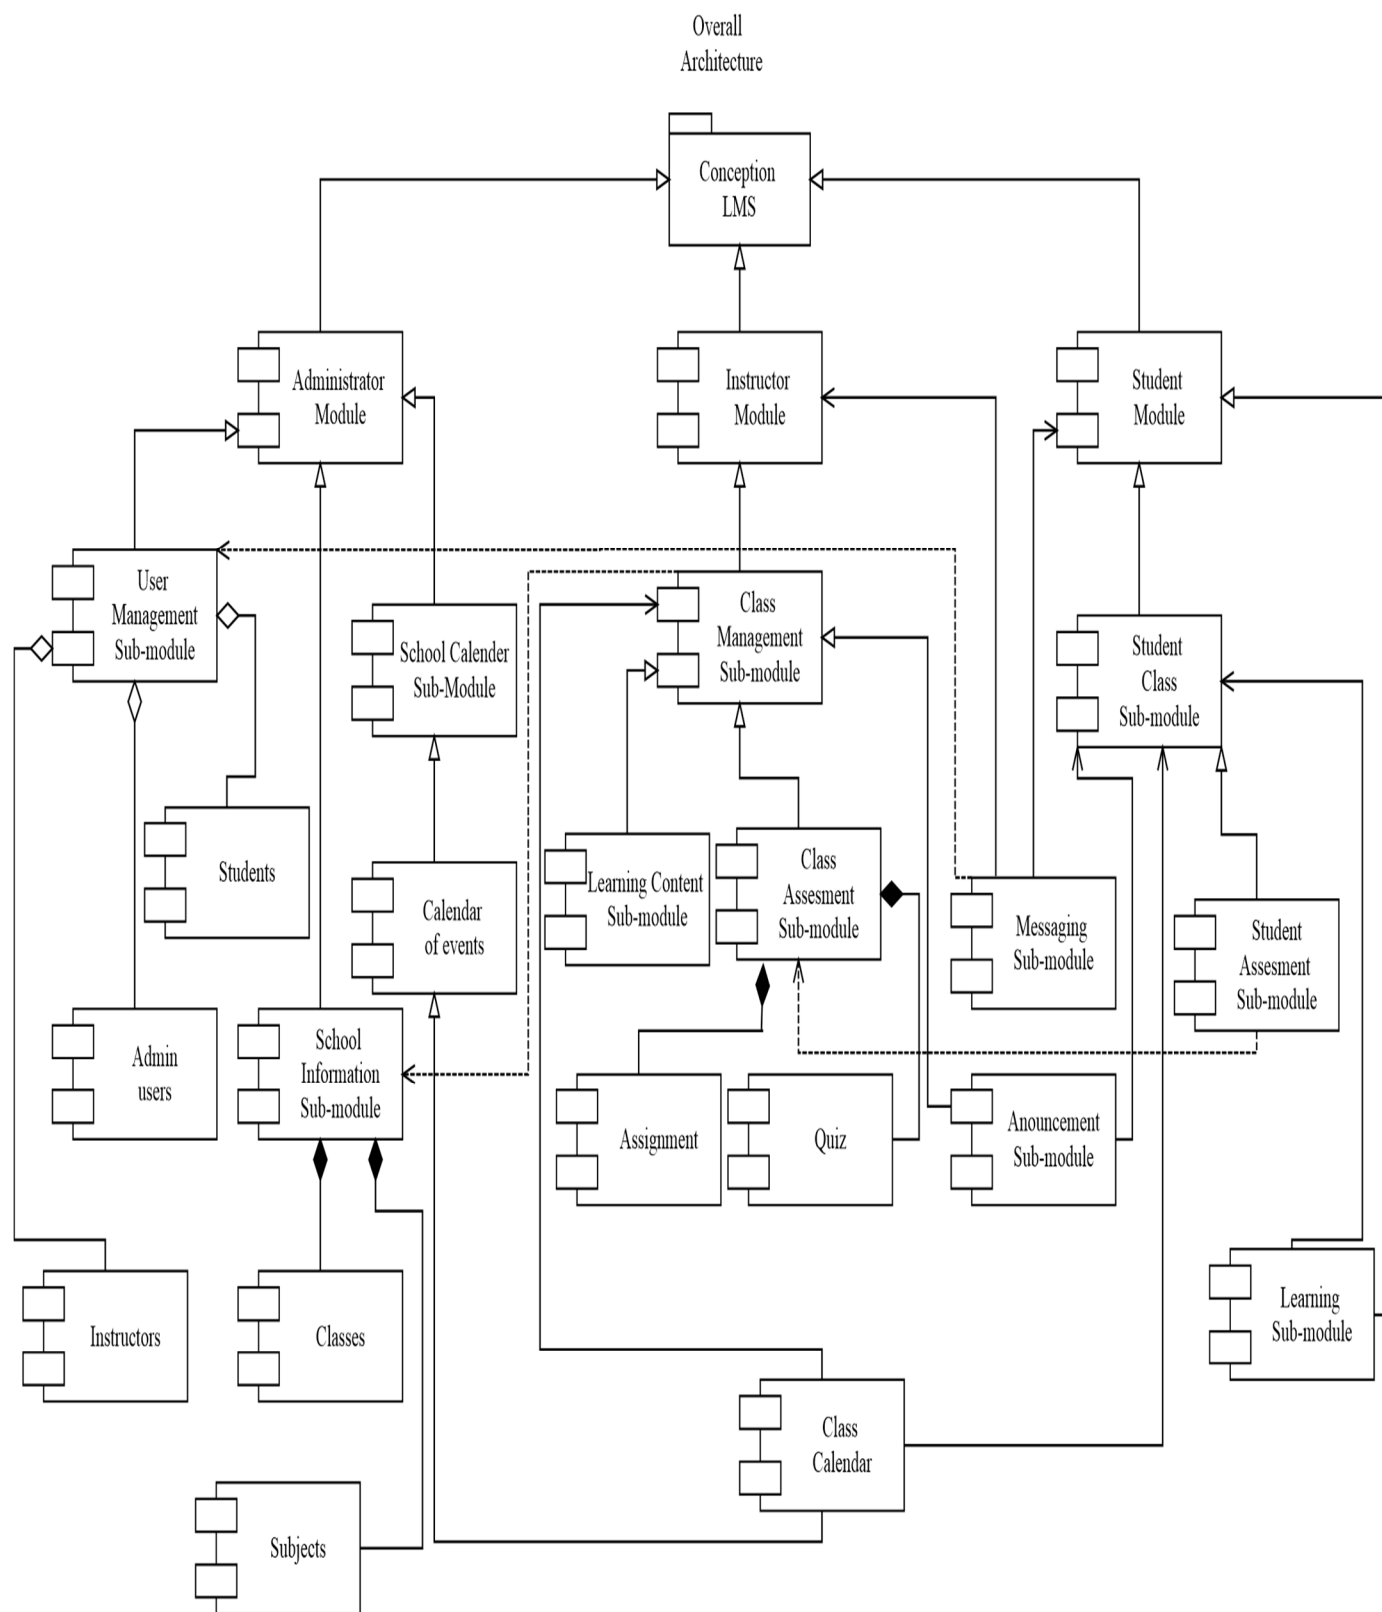 Overall
Architecture
Conception
LMS
Administrator
Module
Instructor
Module
Student
Module
User
Management
Sub-module
School Calender
Sub-Module
Class
Management
Sub-module
Student
Class
Sub-module
Students
Calendar
of events
Learning Content
Sub-module
Class
Assesment
Sub-module
Messaging
Sub-module
Student
Assesment
Sub-module
Admin
users
School
Information
Sub-module
Assignment
Quiz
Anouncement
Sub-module
Instructors
Classes
Learning
Sub-module
Class
Calendar
Subjects